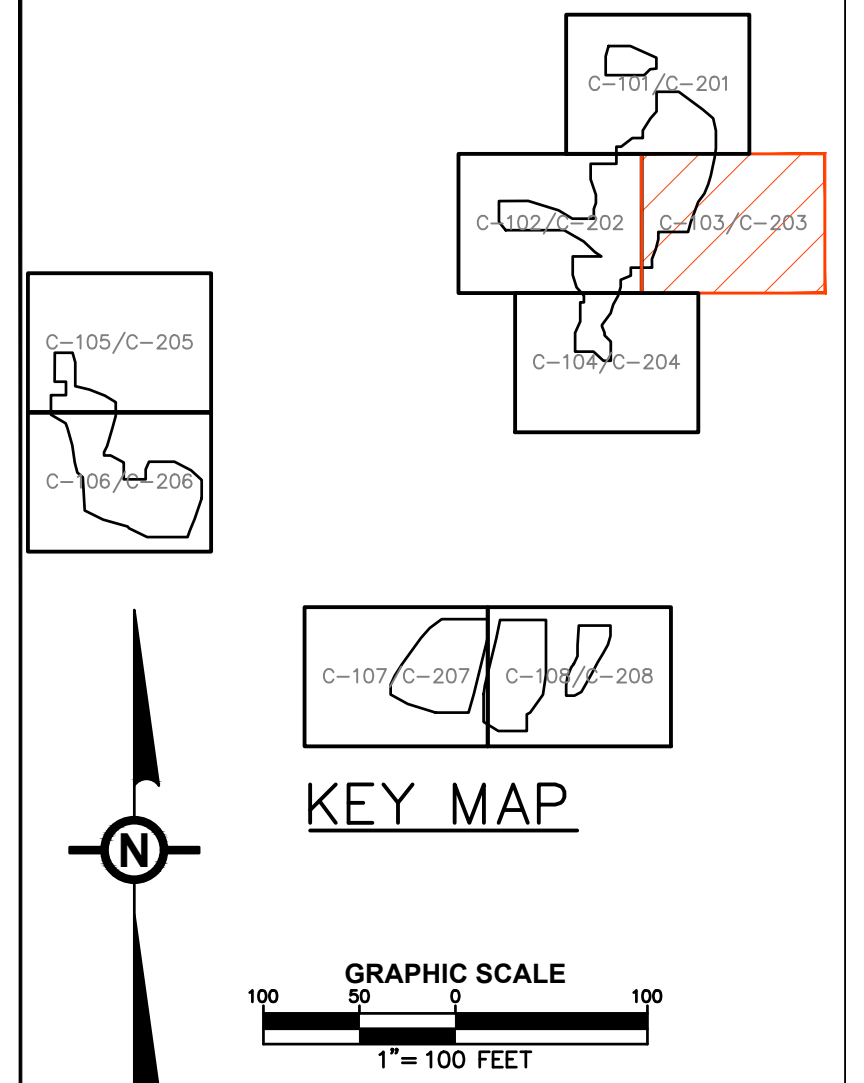 C-101/C-201
C-102/C-202 C-103/C-203
C-105/C-205
C-104/C-204
C-106/C-206
C-107/C-207 C-108/C-208
KEY MAP
N
GRAPHIC SCALE
100 50 0 100
1"= 100 FEET